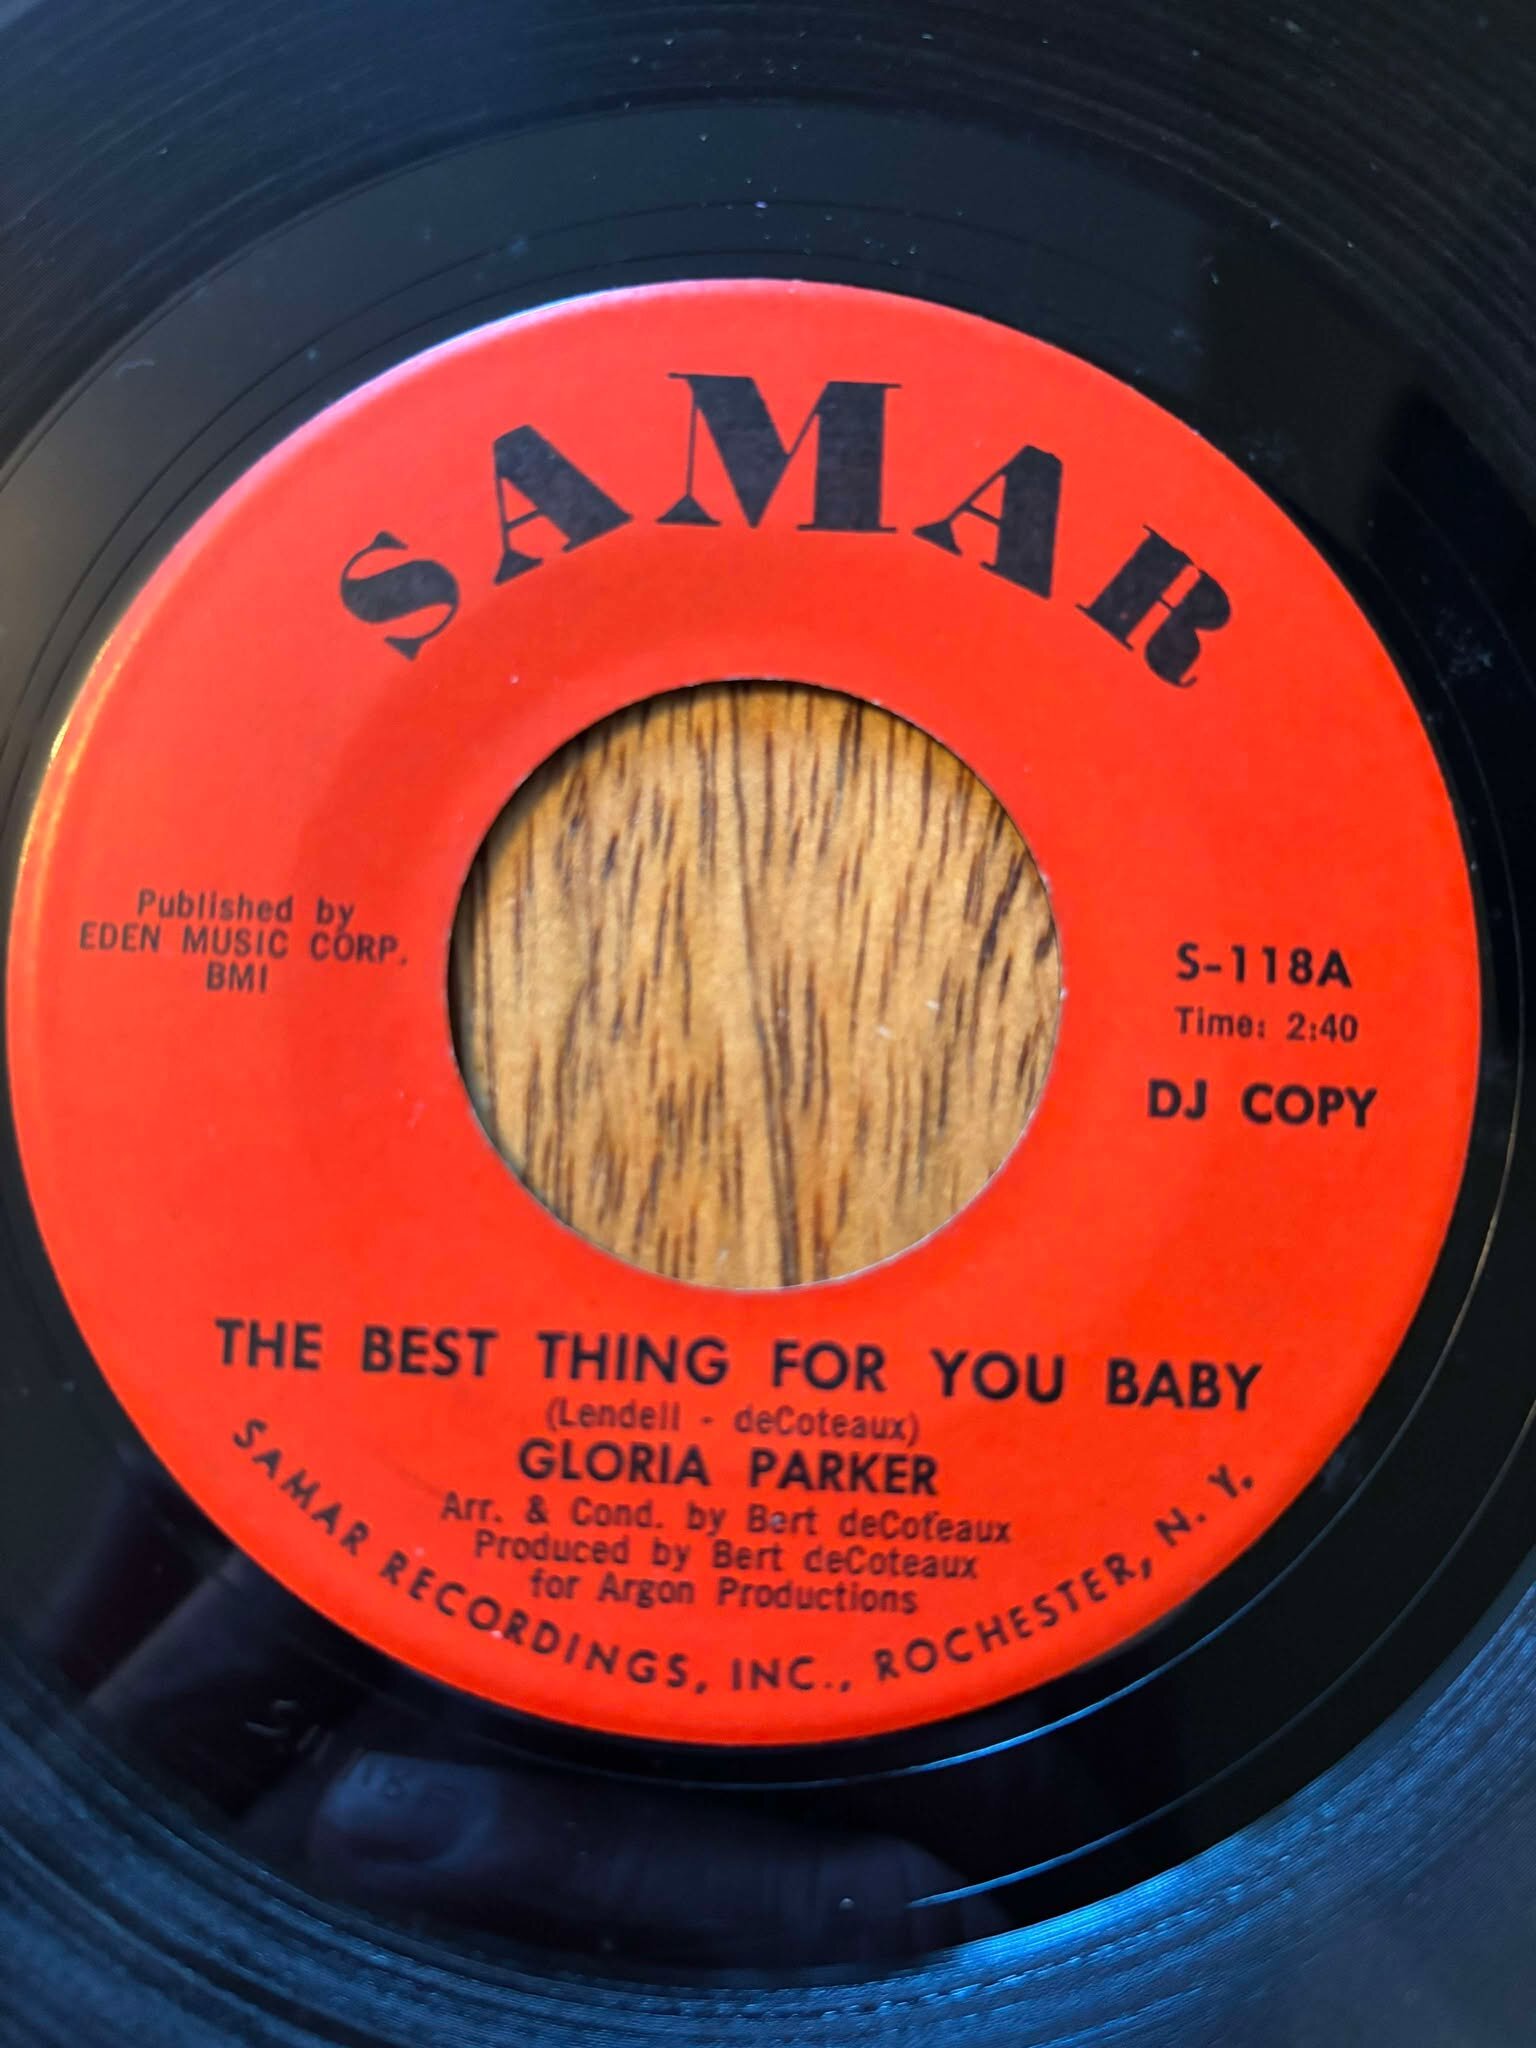 SAMAR
Published by
EDEN MUSIC CORP.
BMI
S-118A
Time: 2:40
DJ COPY
THE BEST THING FOR YOU BABY
(Lendell - deCoteaux)
GLORIA PARKER
Arr. & Cond. by Bert deCoteaux
Produced by Bert deCoteaux
for Argon Productions
SAMAR RECORDINGS, INC., ROCHESTER, N. Y.